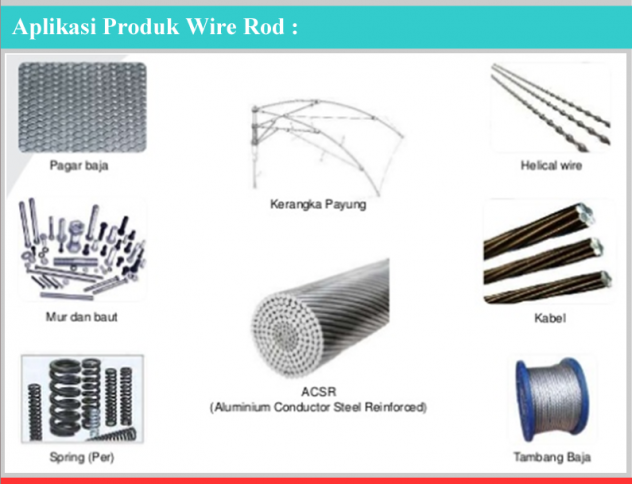 Aplikasi Produk Wire Rod :
Pagar baja
Kerangka Payung
Helical wire
Mur dan baut
ACSR
(Aluminium Conductor Steel Reinforced)
Kabel
Spring (Per)
Tambang Baja